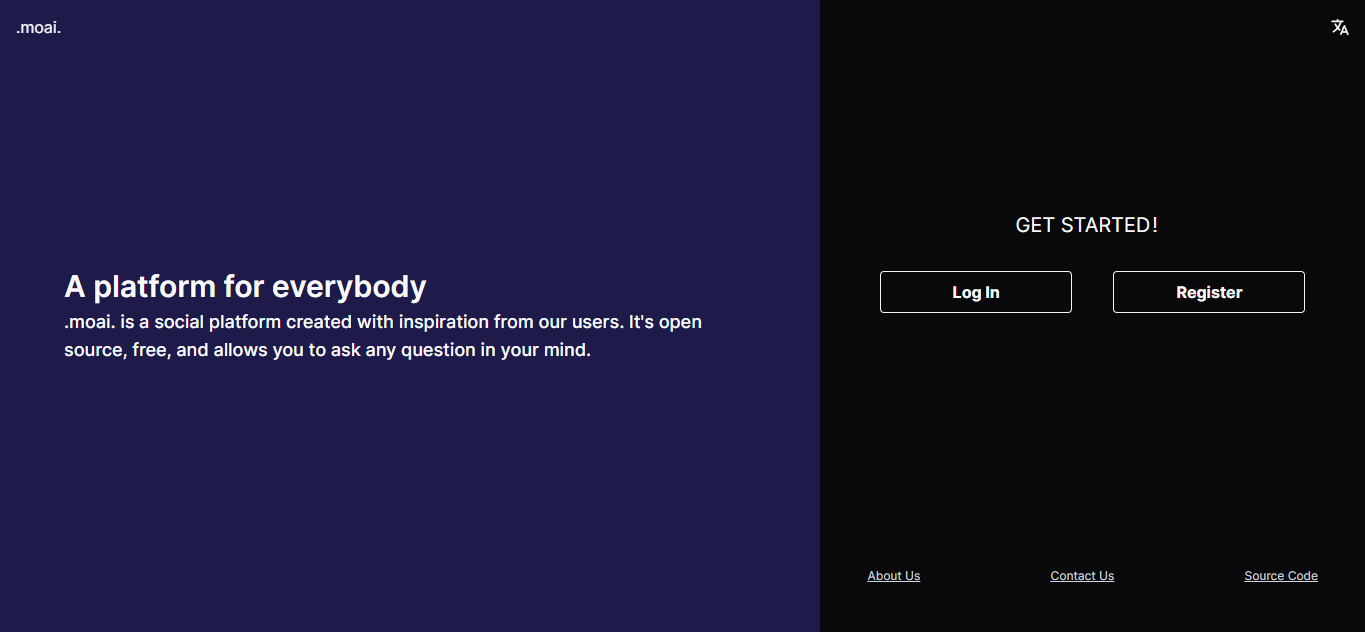 .moai.
A platform for everybody
.moai. is a social platform created with inspiration from our users. It's open
source, free, and allows you to ask any question in your mind.
GET STARTED!
Log In
Register
About Us
Contact Us
Source Code